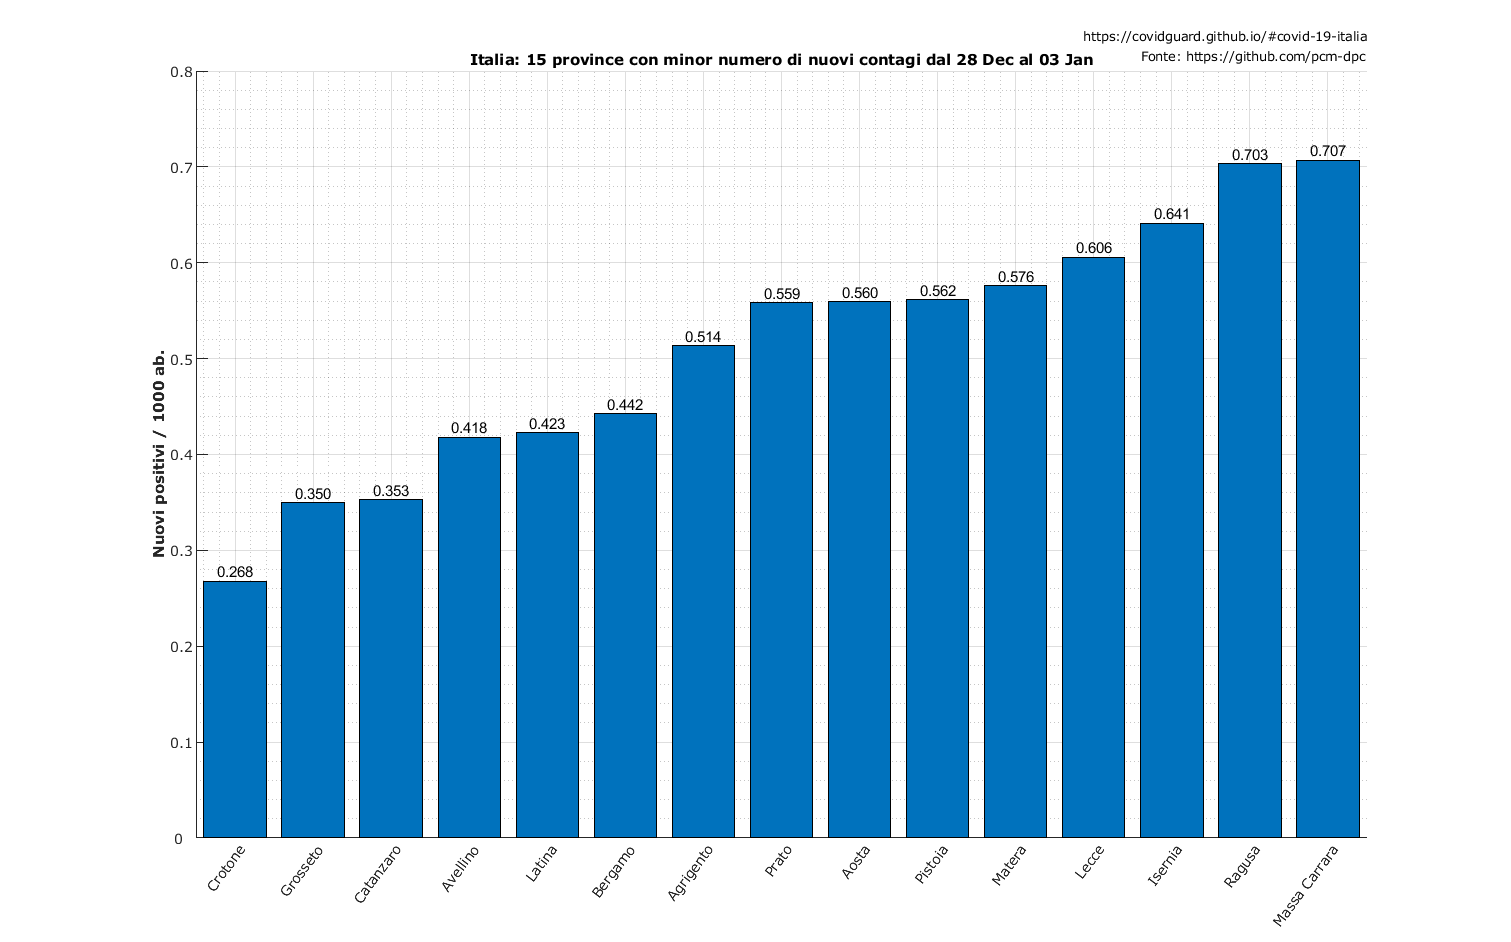 https://covidguard.github.io/#covid-19-italia
Fonte: https://github.com/pcm-dpc
Italia: 15 province con minor numero di nuovi contagi dal 28 Dec al 03 Jan
Nuovi positivi / 1000 ab.
0.8
0.7
0.6
0.5
0.4
0.3
0.2
0.1
0
0.268
0.350
0.353
0.418
0.423
0.442
0.514
0.559
0.560
0.562
0.576
0.606
0.641
0.703
0.707
Crotone
Grosseto
Catanzaro
Avellino
Latina
Bergamo
Agrigento
Prato
Aosta
Pistoia
Matera
Lecce
Isernia
Ragusa
Massa Carrara